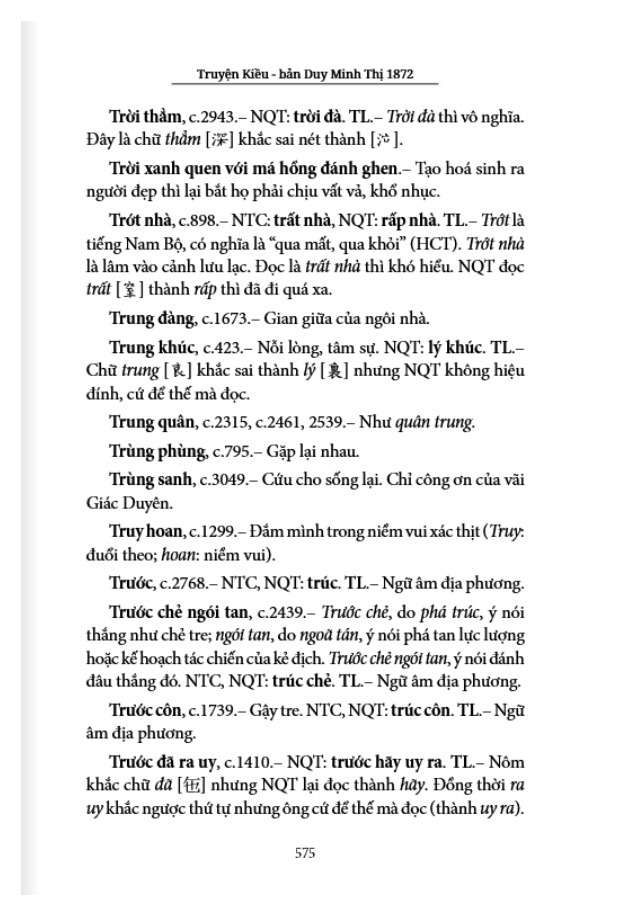 Truyện Kiều - bản Duy Minh Thị 1872
Trời thẳm, c.2943.– NQT: trời đà. TL.– Trời đà thì vô nghĩa.
Đây là chữ thẳm [深] khắc sai nét thành [ ].
Trời xanh quen với má hồng đánh ghen.– Tạo hoá sinh ra
người đẹp thì lại bắt họ phải chịu vất vả, khổ nhục.
Trớt nhà, c.898.– NTC: trất nhà, NQT: rấp nhà. TL.– Trớt là
tiếng Nam Bộ, có nghĩa là “qua mất, qua khỏi” (HCT). Trớt nhà
là lâm vào cảnh lưu lạc. Đọc là trất nhà thì khó hiểu. NQT đọc
trất [窒] thành rấp thì đã đi quá xa.
Trung đàng, c.1673.– Gian giữa của ngôi nhà.
Trung khúc, c.423.– Nỗi lòng, tâm sự. NQT: lý khúc. TL.–
Chữ trung [ ] khắc sai thành lý [裏] nhưng NQT không hiệu
đính, cứ để thế mà đọc.
Trung quân, c.2315, c.2461, 2539.– Như quân trung.
Trùng phùng, c.795.– Gặp lại nhau.
Trùng sanh, c.3049.– Cứu cho sống lại. Chỉ công ơn của vãi
Giác Duyên.
Truy hoan, c.1299.– Đắm mình trong niềm vui xác thịt (Truy:
đuổi theo; hoan: niềm vui).
Trước, c.2768.– NTC, NQT: trúc. TL.– Ngữ âm địa phương.
Trước chẻ ngói tan, c.2439.– Trước chẻ, do phá trúc, ý nói
thắng như chẻ tre; ngói tan, do ngoã tán, ý nói phá tan lực lượng
hoặc kế hoạch tác chiến của kẻ địch. Trước chẻ ngói tan, ý nói đánh
đâu thắng đó. NTC, NQT: trúc chẻ. TL.– Ngữ âm địa phương.
Trước côn, c.1739.– Gậy tre. NTC, NQT: trúc côn. TL.– Ngữ
âm địa phương.
Trước đã ra uy, c.1410.– NQT: trước hãy uy ra. TL.– Nôm
khắc chữ đã [ ] nhưng NQT lại đọc thành hãy. Đồng thời ra
uy khắc ngược thứ tự nhưng ông cứ để thế mà đọc (thành uy ra).
575